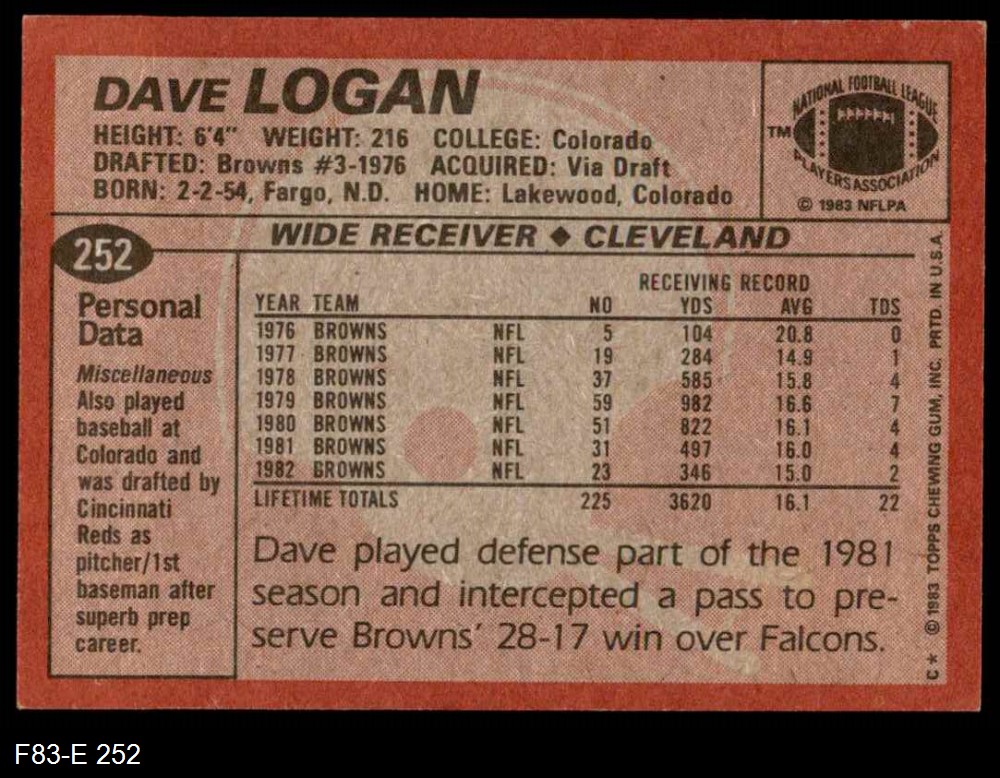 DAVE LOGAN
HEIGHT: 6'4" WEIGHT: 216 COLLEGE: Colorado
DRAFTED: Browns #3-1976 ACQUIRED: Via Draft
BORN: 2-2-54, Fargo, N.D. HOME: Lakewood, Colorado
NATIONAL FOOTBALL LEAGUE
TM
PLAYERS ASSOCIATION
© 1983 NFLPA
252
WIDE RECEIVER ♦ CLEVELAND
Personal
Data
Miscellaneous
Also played
baseball at
Colorado and
was drafted by
Cincinnati
Reds as
pitcher/1st
baseman after
superb prep
career.
RECEIVING RECORD
YEAR TEAM NO YDS AVG TDS
1976 BROWNS NFL 5 104 20.8 0
1977 BROWNS NFL 19 284 14.9 1
1978 BROWNS NFL 37 585 15.8 4
1979 BROWNS NFL 59 982 16.6 7
1980 BROWNS NFL 51 822 16.1 4
1981 BROWNS NFL 31 497 16.0 4
1982 BROWNS NFL 23 346 15.0 2
LIFETIME TOTALS 225 3620 16.1 22
Dave played defense part of the 1981
season and intercepted a pass to pre-
serve Browns' 28-17 win over Falcons.
C* © 1983 TOPPS CHEWING GUM, INC. PRTD. IN U.S.A.
F83-E 252